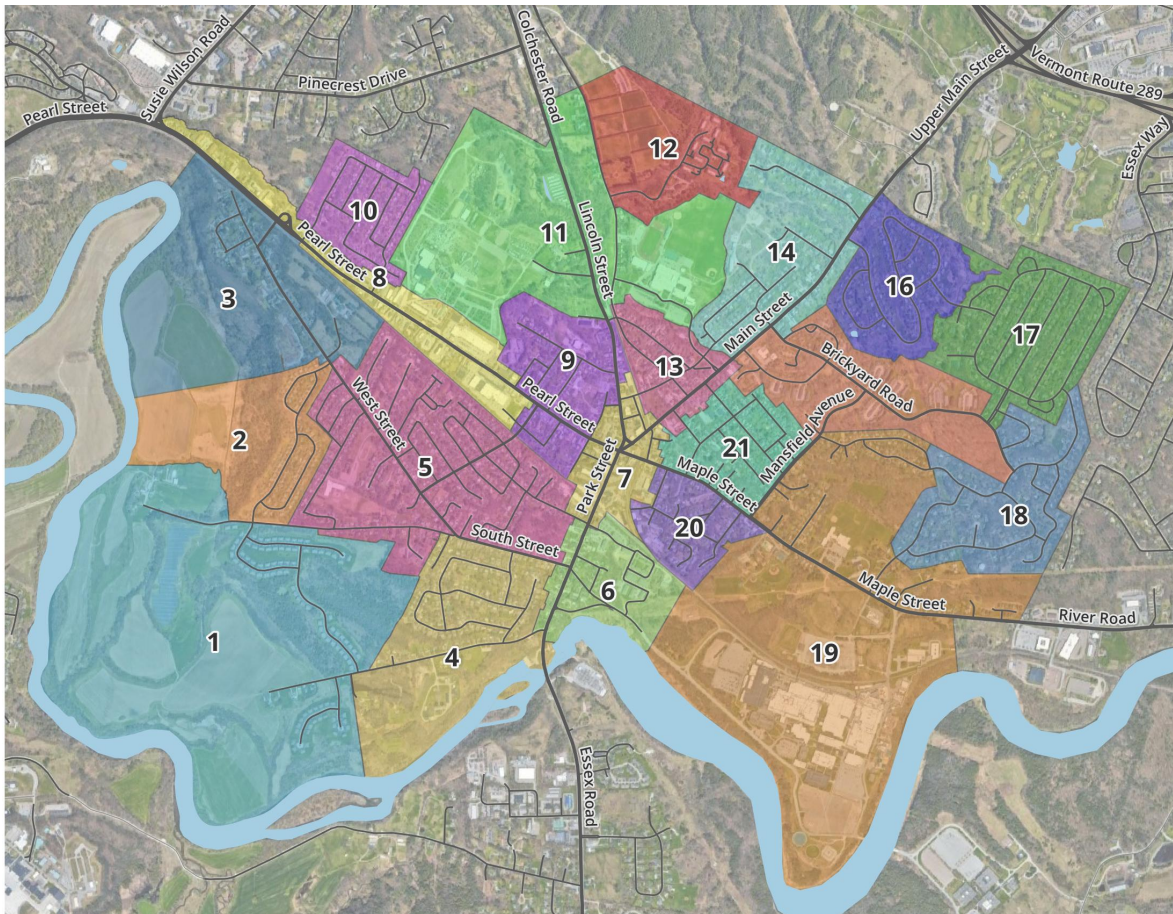 Susie Wilson Road
Colchester Road
Pinecrest Drive
Upper Main Street
Vermont Route 289
Pearl Street
Essex Way
12
10
Lincoln Street
11
14
Pearl Street
8
3
16
Main Street
17
9
13
Brickyard Road
Pearl Street
Mansfield Avenue
West Street
2
21
5
Maple Street
7
Park Street
18
20
South Street
6
Maple Street
River Road
1
4
19
Essex Road